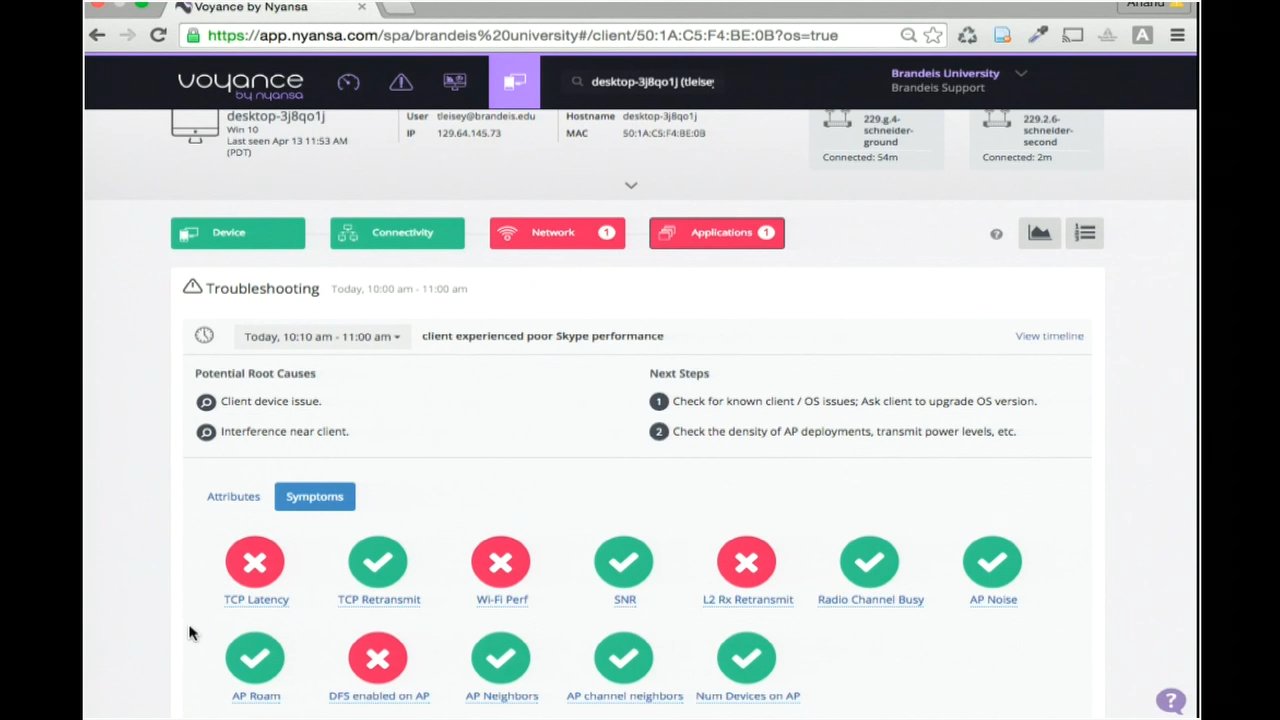 Voyance by Nyansa
Anand
https://app.nyansa.com/spa/brandeis%20university#/client/50:1A:C5:F4:BE:0B?os=true
A
voyance
by nyansa
desktop-3j8qo1j (tleise
Brandeis University
Brandeis Support
desktop-3j8qo1j
Win 10
Last seen Apr 13 11:53 AM
(PDT)
User tleisey@brandeis.edu
IP 129.64.145.73
Hostname desktop-3j8qo1j
MAC 50:1A:C5:F4:BE:0B
229.g.4-
schneider-
ground
Connected: 54m
229.2.6-
schneider-
second
Connected: 2m
Device
Connectivity
Network 1
Applications 1
?
Troubleshooting Today, 10:00 am - 11:00 am
Today, 10:10 am - 11:00 am client experienced poor Skype performance View timeline
Potential Root Causes
Client device issue.
Interference near client.
Next Steps
1 Check for known client / OS issues; Ask client to upgrade OS version.
2 Check the density of AP deployments, transmit power levels, etc.
Attributes Symptoms
TCP Latency TCP Retransmit Wi-Fi Perf SNR L2 Rx Retransmit Radio Channel Busy AP Noise
AP Roam DFS enabled on AP AP Neighbors AP channel neighbors Num Devices on AP
?